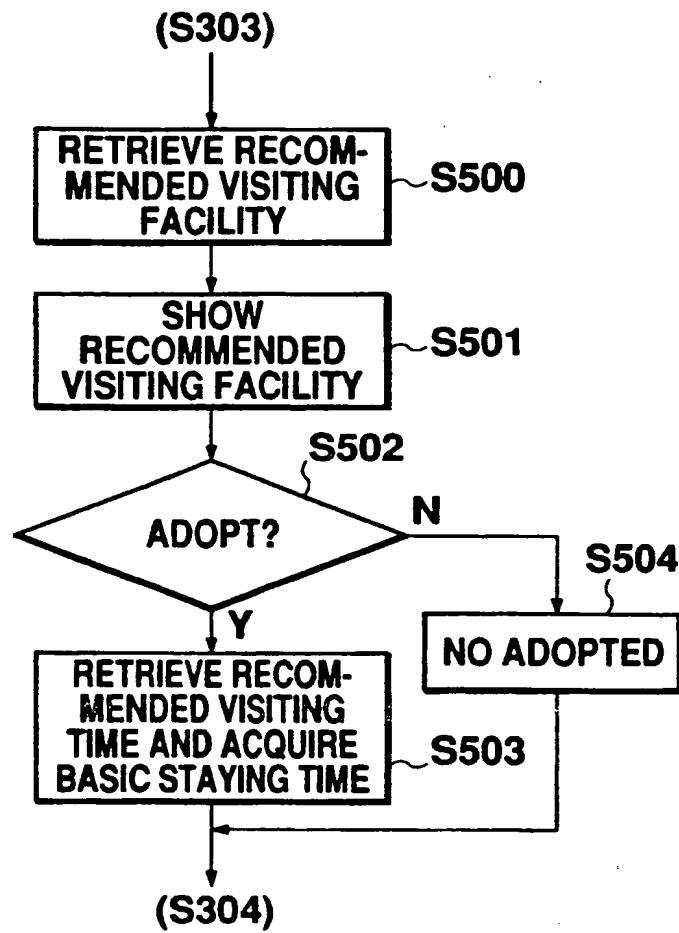 (S303)
RETRIEVE RECOM-
MENDED VISITING
FACILITY
S500
SHOW
RECOMMENDED
VISITING FACILITY
S501
S502
ADOPT?
N
S504
Y
NO ADOPTED
RETRIEVE RECOM-
MENDED VISITING
TIME AND ACQUIRE
BASIC STAYING TIME
S503
(S304)